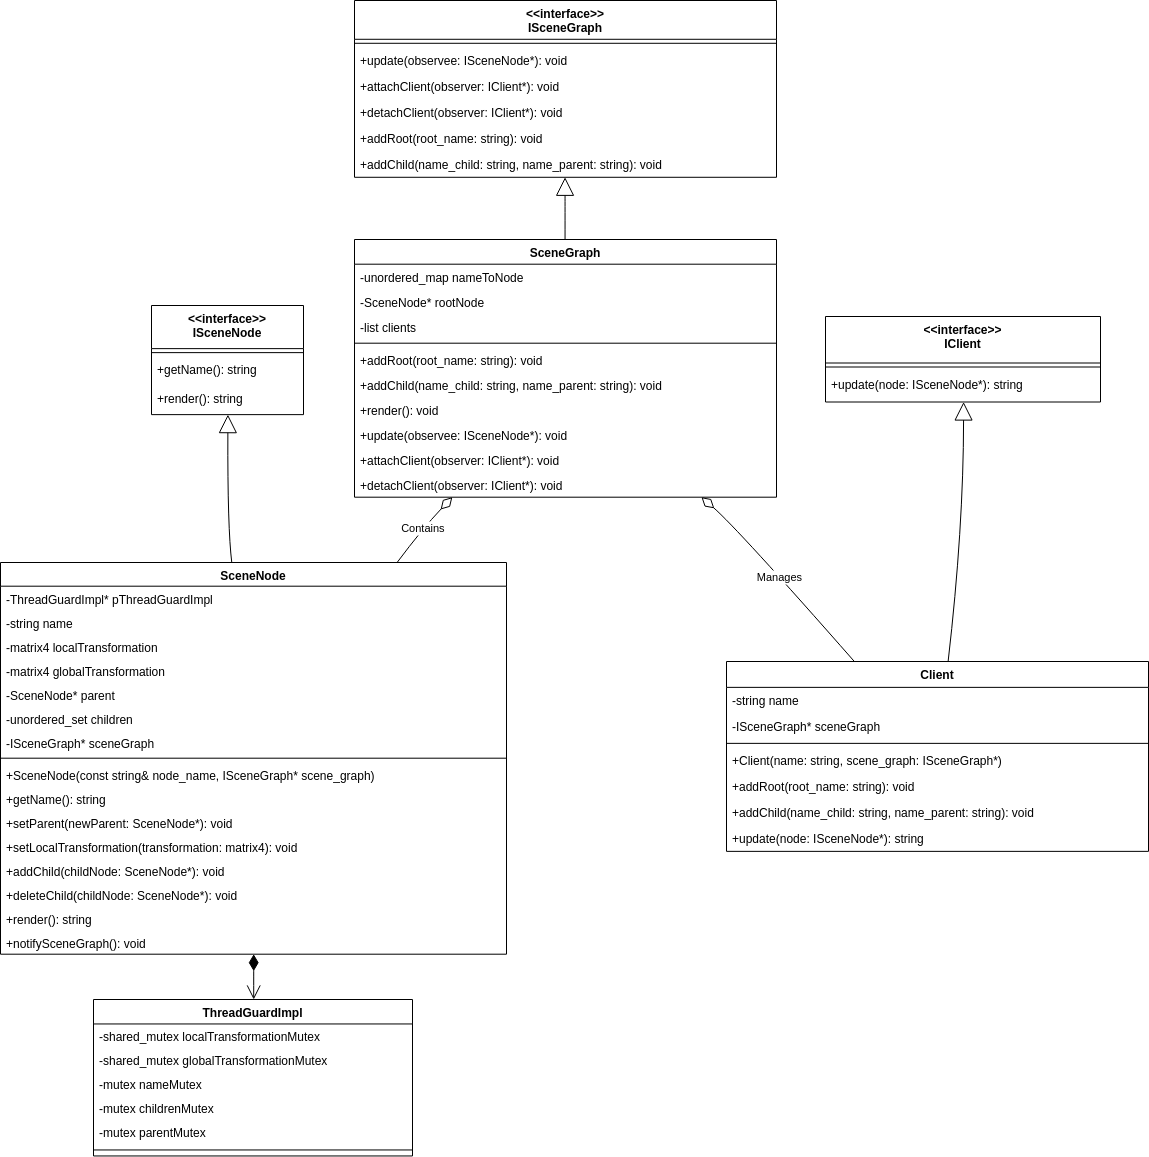 <<interface>>
ISceneGraph
+update(observee: ISceneNode*): void
+attachClient(observer: IClient*): void
+detachClient(observer: IClient*): void
+addRoot(root_name: string): void
+addChild(name_child: string, name_parent: string): void
SceneGraph
-unordered_map nameToNode
-SceneNode* rootNode
-list clients
+addRoot(root_name: string): void
+addChild(name_child: string, name_parent: string): void
+render(): void
+update(observee: ISceneNode*): void
+attachClient(observer: IClient*): void
+detachClient(observer: IClient*): void
<<interface>>
ISceneNode
+getName(): string
+render(): string
<<interface>>
IClient
+update(node: ISceneNode*): string
Contains
Manages
SceneNode
-ThreadGuardImpl* pThreadGuardImpl
-string name
-matrix4 localTransformation
-matrix4 globalTransformation
-SceneNode* parent
-unordered_set children
-ISceneGraph* sceneGraph
+SceneNode(const string& node_name, ISceneGraph* scene_graph)
+getName(): string
+setParent(newParent: SceneNode*): void
+setLocalTransformation(transformation: matrix4): void
+addChild(childNode: SceneNode*): void
+deleteChild(childNode: SceneNode*): void
+render(): string
+notifySceneGraph(): void
Client
-string name
-ISceneGraph* sceneGraph
+Client(name: string, scene_graph: ISceneGraph*)
+addRoot(root_name: string): void
+addChild(name_child: string, name_parent: string): void
+update(node: ISceneNode*): string
ThreadGuardImpl
-shared_mutex localTransformationMutex
-shared_mutex globalTransformationMutex
-mutex nameMutex
-mutex childrenMutex
-mutex parentMutex